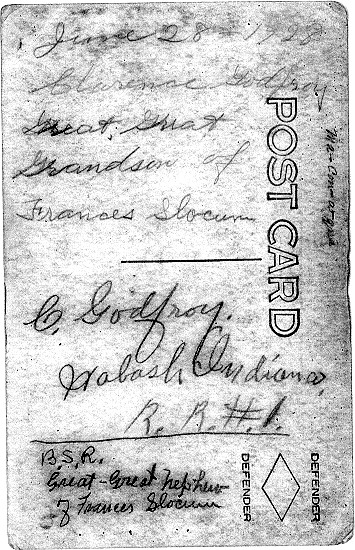 June 28 - 1928
Clarence Godfroy
Great, Great
Grandson of
Frances Slocum
POST CARD
C. Godfroy.
Wabash Indiana,
R. R. #1.
B.S.R.
Great-Great nephew
of Frances Slocum
DEFENDER
DEFENDER